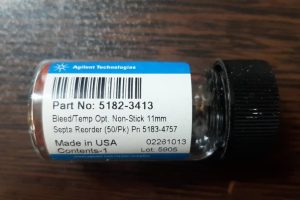 Agilent Technologies
Part No: 5182-3413
Bleed/Temp Opt. Non-Stick 11mm
Septa Reorder (50/Pk) Pn 5183-4757
Made in USA 02261013
Contents-1 Lot: 5905